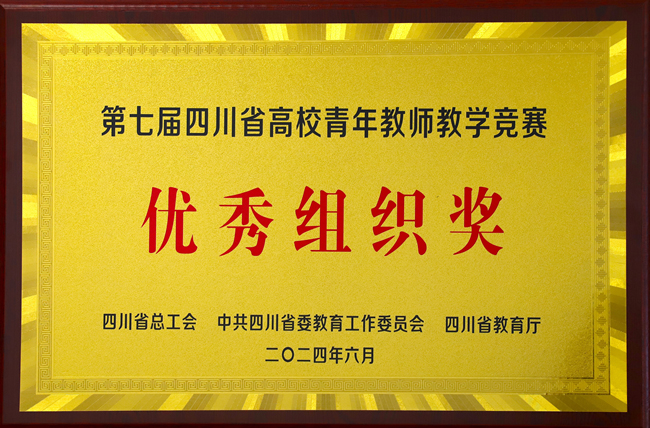 第七届四川省高校青年教师教学竞赛
优秀组织奖
四川省总工会 中共四川省委教育工作委员会 四川省教育厅
二〇二四年六月